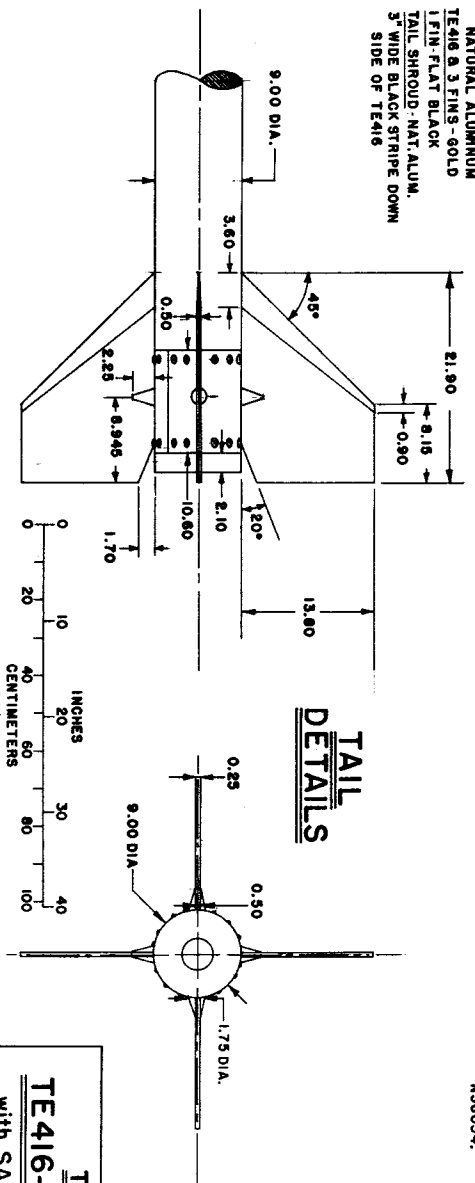 NATURAL ALUMINUM
TE416 & 3 FINS - GOLD
1 FIN - FLAT BLACK
TAIL SHROUD - NAT. ALUM.
3" WIDE BLACK STRIPE DOWN
SIDE OF TE416
9.00 DIA.
3.60
0.50
2.25
8.945
45°
21.90
8.15
0.90
2.10
10.60
20°
1.70
13.80
TAIL
DETAILS
0 10 20 30 40
INCHES
0 20 40 60 80 100
CENTIMETERS
0.25
9.00 DIA
0.50
1.75 DIA.
TE416-
with SA